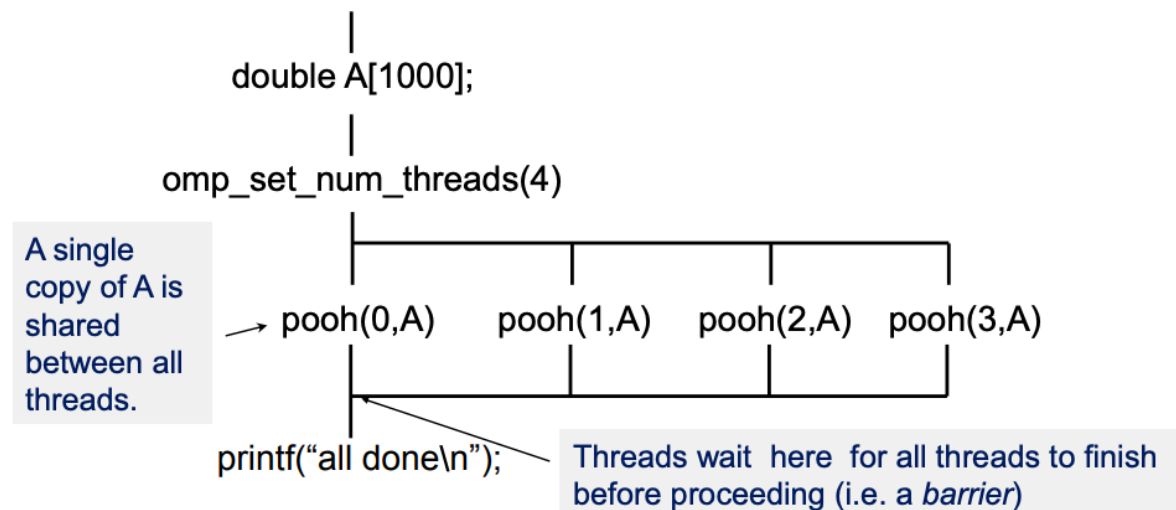 double A[1000];
omp_set_num_threads(4)
A single
copy of A is
shared
between all
threads.
pooh(0,A) pooh(1,A) pooh(2,A) pooh(3,A)
printf(“all done\n”);
Threads wait here for all threads to finish
before proceeding (i.e. a barrier)